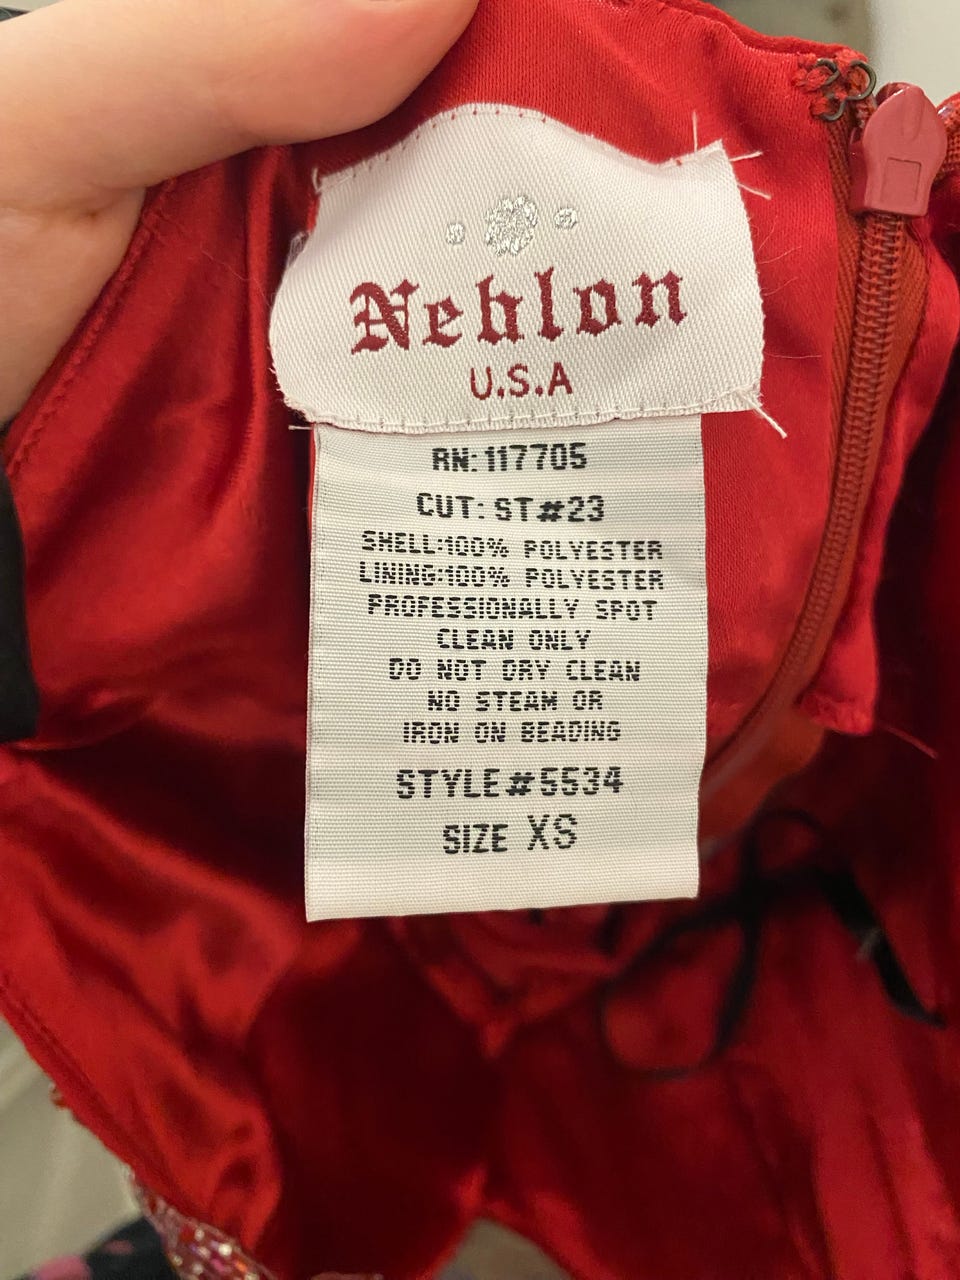 Neblon
U.S.A
RN: 117705
CUT: ST#23
SHELL:100% POLYESTER
LINING:100% POLYESTER
PROFESSIONALLY SPOT
CLEAN ONLY
DO NOT DRY CLEAN
NO STEAM OR
IRON ON BEADING
STYLE#5534
SIZE XS